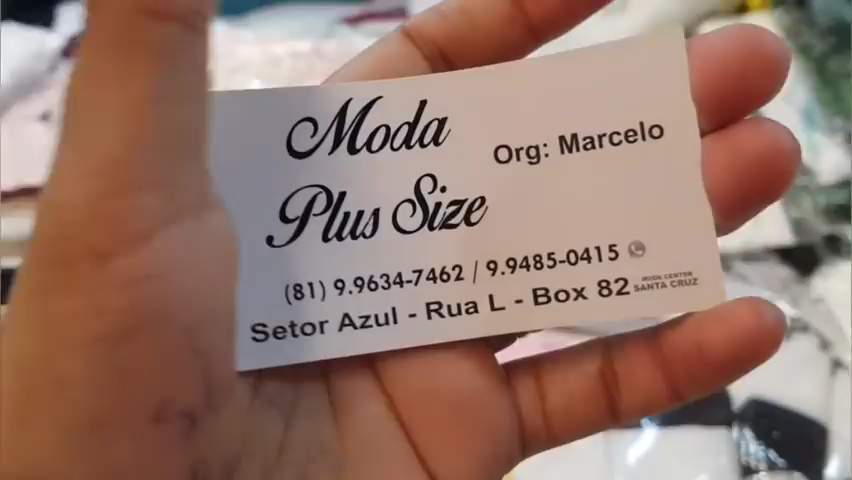 Moda
Plus Size
Org: Marcelo
(81) 9.9634-7462 / 9.9485-0415
Setor Azul - Rua L - Box 82
MODA CENTER
SANTA CRUZ